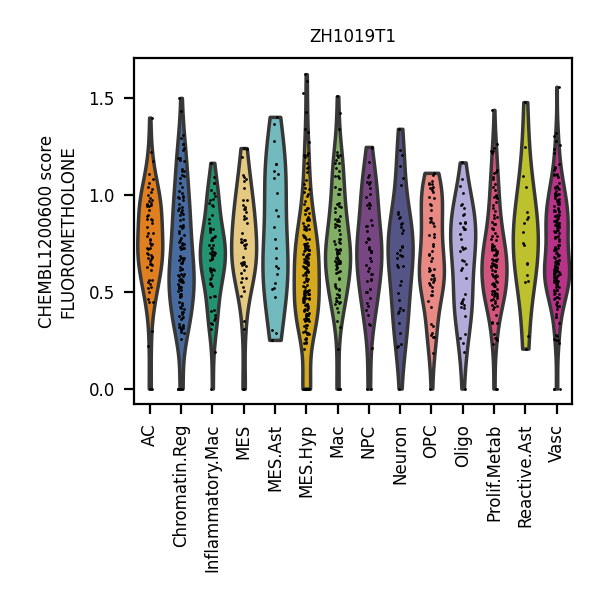 ZH1019T1
CHEMBL1200600 score
FLUOROMETHOLONE
1.5
1.0
0.5
0.0
AC
Chromatin.Reg
Inflammatory.Mac
MES
MES.Ast
MES.Hyp
Mac
NPC
Neuron
OPC
Oligo
Prolif.Metab
Reactive.Ast
Vasc